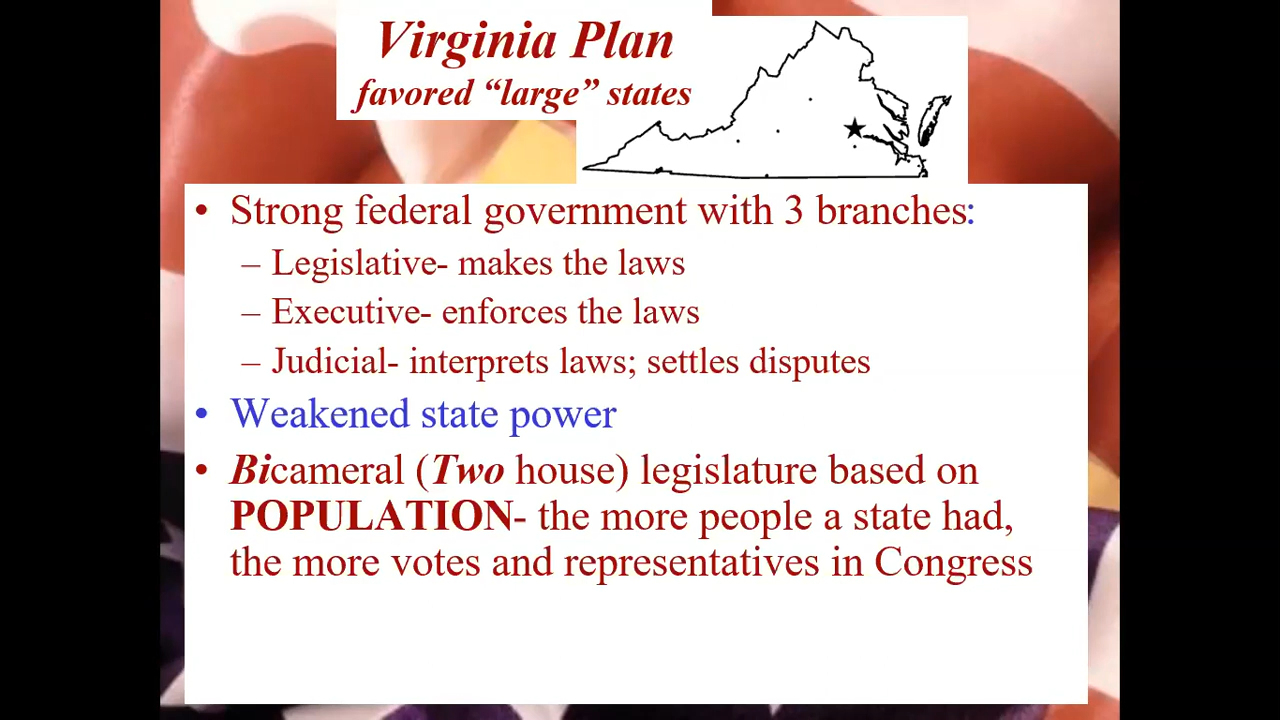 Virginia Plan
favored “large” states
• Strong federal government with 3 branches:
– Legislative- makes the laws
– Executive- enforces the laws
– Judicial- interprets laws; settles disputes
• Weakened state power
• Bicameral (Two house) legislature based on
POPULATION- the more people a state had,
the more votes and representatives in Congress